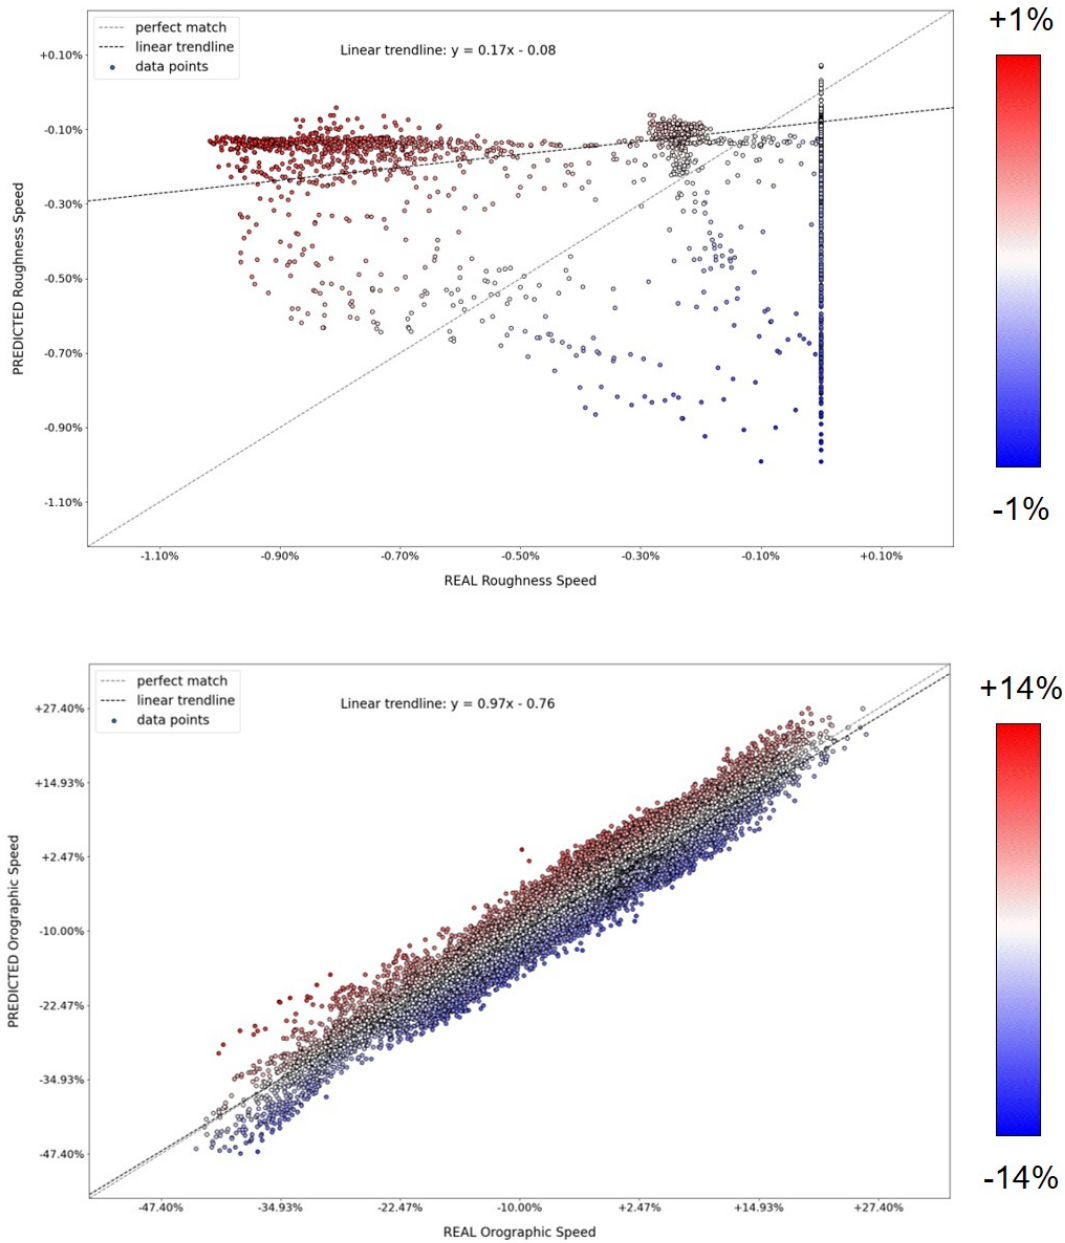 perfect match
linear trendline
data points
Linear trendline: y = 0.17x - 0.08
+1%
-1%
PREDICTED Roughness Speed
+0.10%
-0.10%
-0.30%
-0.50%
-0.70%
-0.90%
-1.10%
-1.10% -0.90% -0.70% -0.50% -0.30% -0.10% +0.10%
REAL Roughness Speed
perfect match
linear trendline
data points
Linear trendline: y = 0.97x - 0.76
+14%
-14%
PREDICTED Orographic Speed
+27.40%
+14.93%
+2.47%
-10.00%
-22.47%
-34.93%
-47.40%
-47.40% -34.93% -22.47% -10.00% +2.47% +14.93% +27.40%
REAL Orographic Speed